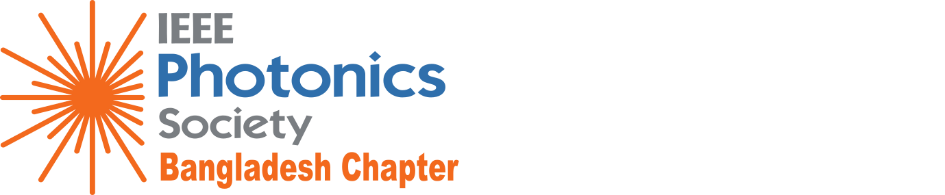 IEEE
Photonics
Society
Bangladesh Chapter